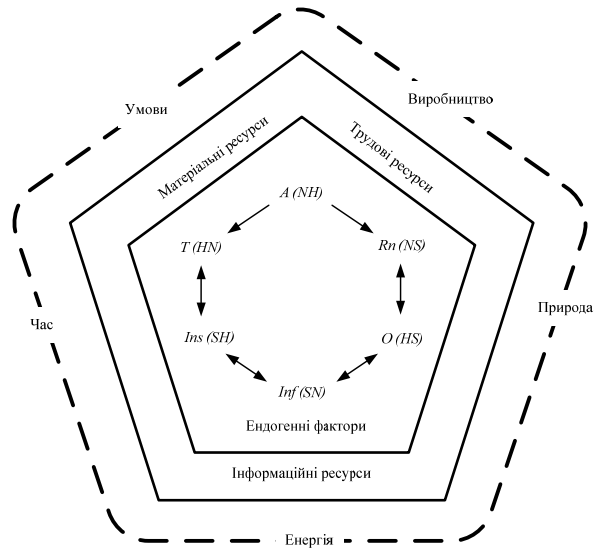 Умови
Виробництво
Матеріальні ресурси
Трудові ресурси
A (NH)
T (HN)
Rn (NS)
Час
Природа
Ins (SH)
O (HS)
Inf (SN)
Ендогенні фактори
Інформаційні ресурси
Енергія